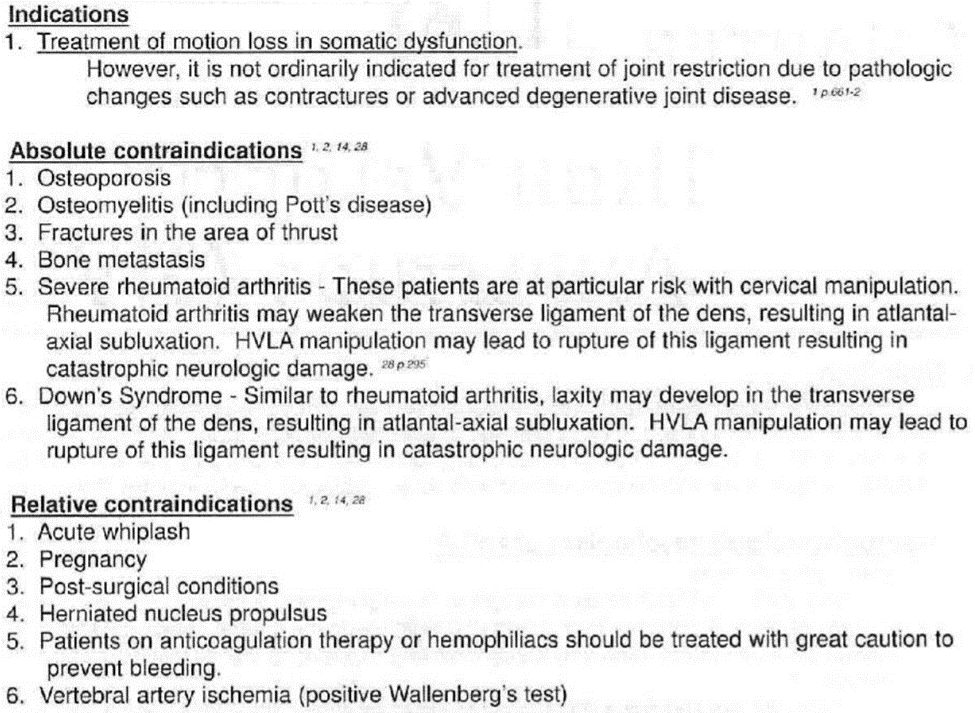 Indications
1. Treatment of motion loss in somatic dysfunction.
However, it is not ordinarily indicated for treatment of joint restriction due to pathologic
changes such as contractures or advanced degenerative joint disease. 1 p.661-2
Absolute contraindications 1, 2, 14, 28
1. Osteoporosis
2. Osteomyelitis (including Pott's disease)
3. Fractures in the area of thrust
4. Bone metastasis
5. Severe rheumatoid arthritis - These patients are at particular risk with cervical manipulation.
Rheumatoid arthritis may weaken the transverse ligament of the dens, resulting in atlantal-
axial subluxation. HVLA manipulation may lead to rupture of this ligament resulting in
catastrophic neurologic damage. 28 p.295
6. Down's Syndrome - Similar to rheumatoid arthritis, laxity may develop in the transverse
ligament of the dens, resulting in atlantal-axial subluxation. HVLA manipulation may lead to
rupture of this ligament resulting in catastrophic neurologic damage.
Relative contraindications 1, 2, 14, 28
1. Acute whiplash
2. Pregnancy
3. Post-surgical conditions
4. Herniated nucleus propulsus
5. Patients on anticoagulation therapy or hemophiliacs should be treated with great caution to
prevent bleeding.
6. Vertebral artery ischemia (positive Wallenberg's test)